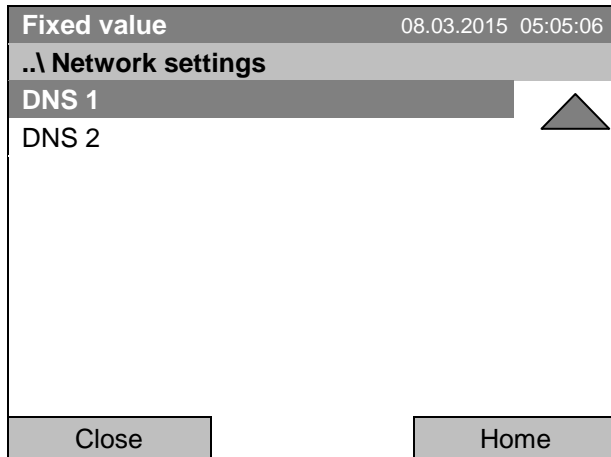 Fixed value 08.03.2015 05:05:06
..\ Network settings
DNS 1
DNS 2
Close Home